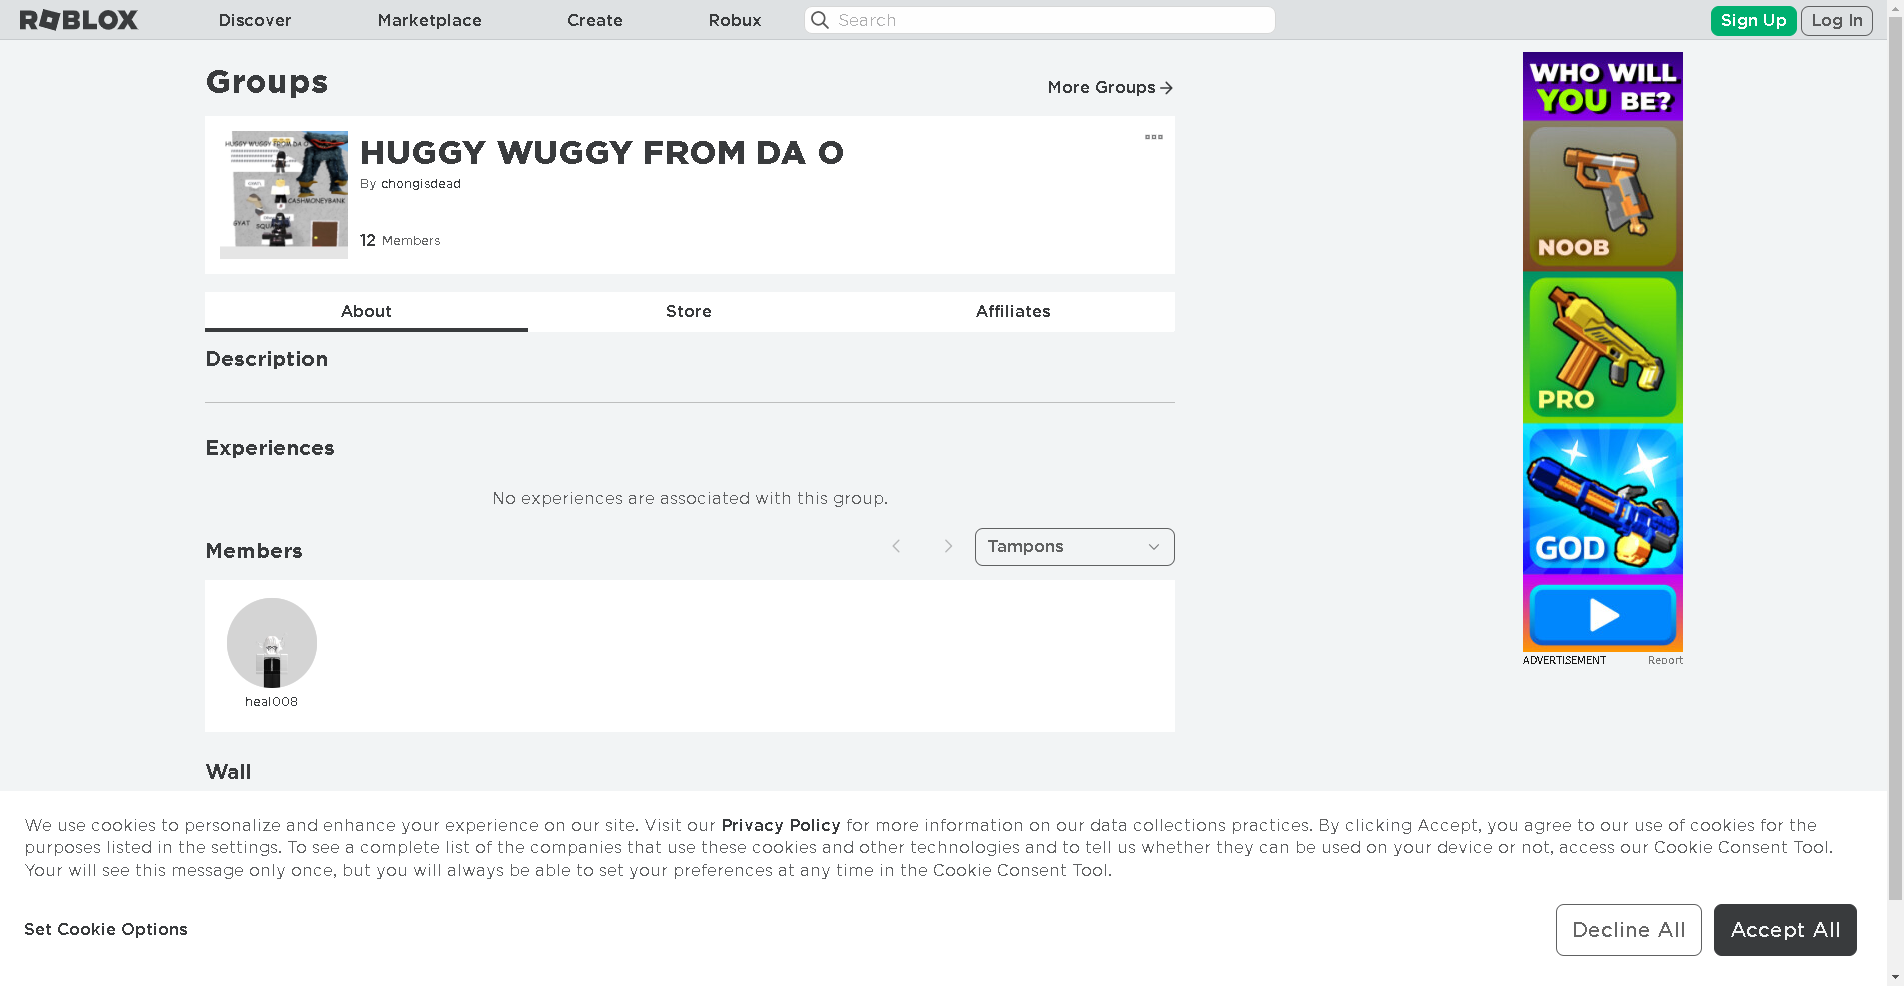 ROBLOX Discover Marketplace Create Robux Search Sign Up Log In
Groups
More Groups
HUGGY WUGGY FROM DA O
CASHMONEYBANK
GYAT
HUGGY WUGGY FROM DA O
By chongisdead
12 Members
About Store Affiliates
Description
Experiences
No experiences are associated with this group.
Members
Tampons
heal008
Wall
WHO WILL
YOU BE?
NOOB
PRO
GOD
ADVERTISEMENT Report
We use cookies to personalize and enhance your experience on our site. Visit our Privacy Policy for more information on our data collections practices. By clicking Accept, you agree to our use of cookies for the
purposes listed in the settings. To see a complete list of the companies that use these cookies and other technologies and to tell us whether they can be used on your device or not, access our Cookie Consent Tool.
Your will see this message only once, but you will always be able to set your preferences at any time in the Cookie Consent Tool.
Set Cookie Options
Decline All
Accept All